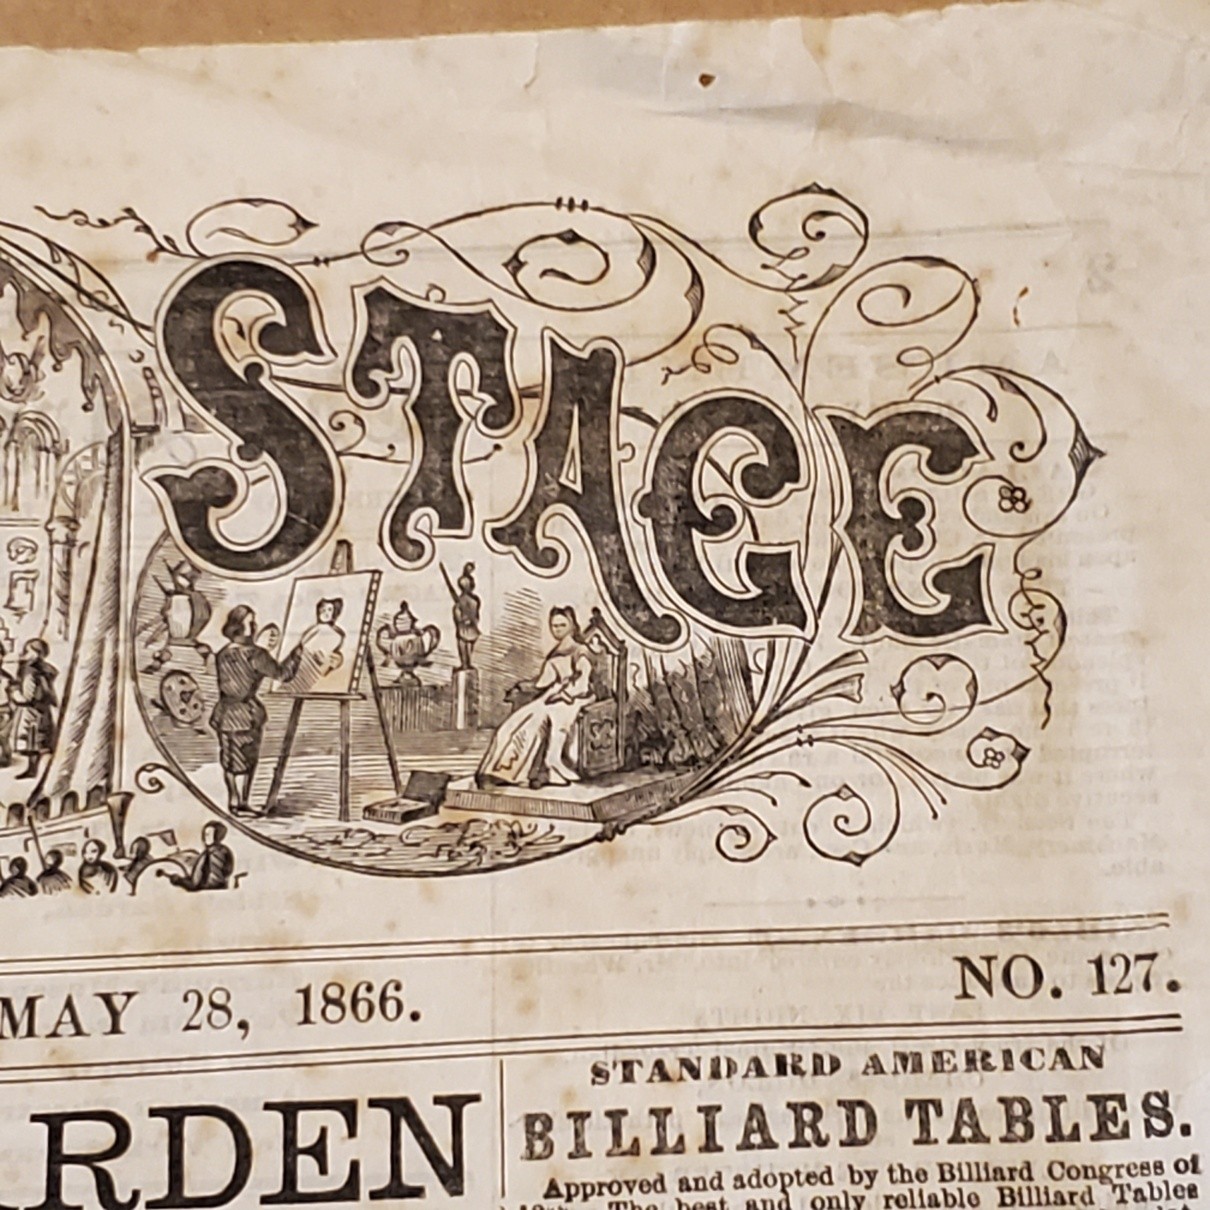 STAGE
MAY 28, 1866.
NO. 127.
STANDARD AMERICAN
RDEN
BILLIARD TABLES.
Approved and adopted by the Billiard Congress of
The best and only reliable Billiard Tables